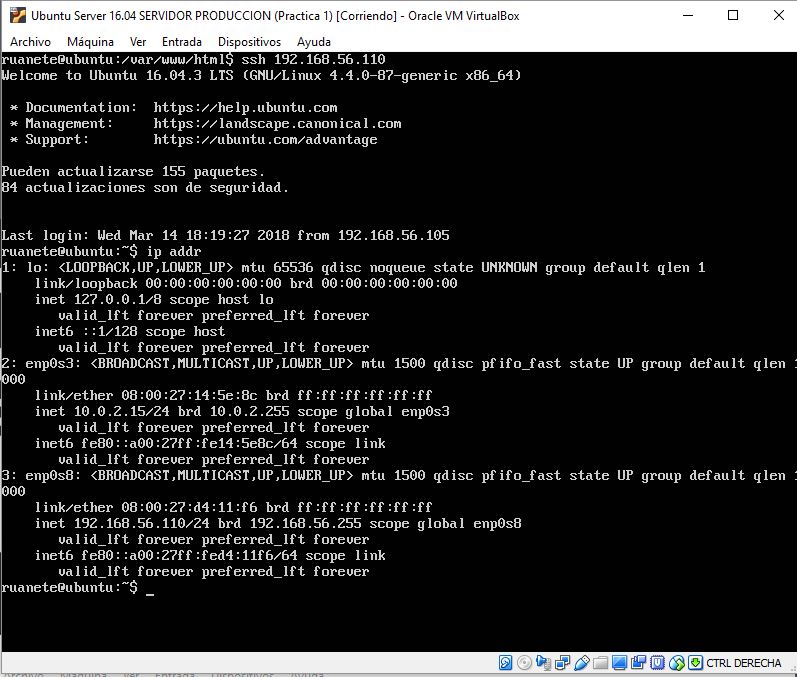 Ubuntu Server 16.04 SERVIDOR PRODUCCION (Practica 1) [Corriendo] - Oracle VM VirtualBox
Archivo Máquina Ver Entrada Dispositivos Ayuda
ruanete@ubuntu:/var/www/html$ ssh 192.168.56.110
Welcome to Ubuntu 16.04.3 LTS (GNU/Linux 4.4.0-87-generic x86_64)
* Documentation: https://help.ubuntu.com
* Management: https://landscape.canonical.com
* Support: https://ubuntu.com/advantage
Pueden actualizarse 155 paquetes.
84 actualizaciones son de seguridad.
Last login: Wed Mar 14 18:19:27 2018 from 192.168.56.105
ruanete@ubuntu:~$ ip addr
1: lo: <LOOPBACK,UP,LOWER_UP> mtu 65536 qdisc noqueue state UNKNOWN group default qlen 1
link/loopback 00:00:00:00:00:00 brd 00:00:00:00:00:00
inet 127.0.0.1/8 scope host lo
valid_lft forever preferred_lft forever
inet6 ::1/128 scope host
valid_lft forever preferred_lft forever
2: enp0s3: <BROADCAST,MULTICAST,UP,LOWER_UP> mtu 1500 qdisc pfifo_fast state UP group default qlen 1
000
link/ether 08:00:27:14:5e:8c brd ff:ff:ff:ff:ff:ff
inet 10.0.2.15/24 brd 10.0.2.255 scope global enp0s3
valid_lft forever preferred_lft forever
inet6 fe80::a00:27ff:fe14:5e8c/64 scope link
valid_lft forever preferred_lft forever
3: enp0s8: <BROADCAST,MULTICAST,UP,LOWER_UP> mtu 1500 qdisc pfifo_fast state UP group default qlen 1
000
link/ether 08:00:27:d4:11:f6 brd ff:ff:ff:ff:ff:ff
inet 192.168.56.110/24 brd 192.168.56.255 scope global enp0s8
valid_lft forever preferred_lft forever
inet6 fe80::a00:27ff:fed4:11f6/64 scope link
valid_lft forever preferred_lft forever
ruanete@ubuntu:~$ _
CTRL DERECHA
Archivo Máquina Ver Entrada Dispositivos Ayuda